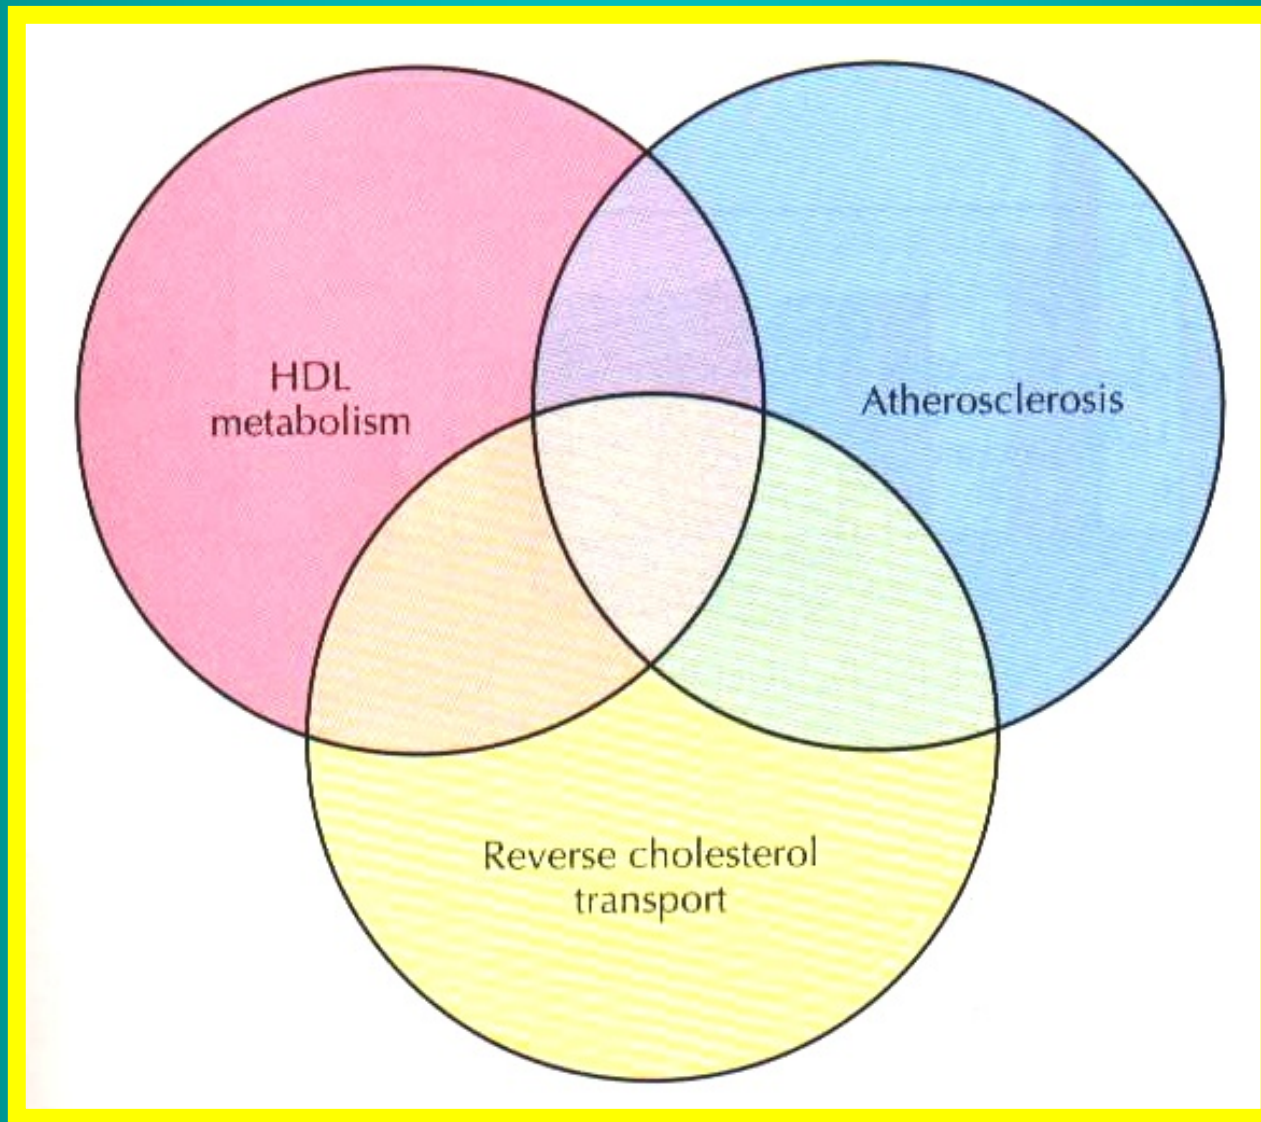 HDL
metabolism
Atherosclerosis
Reverse cholesterol
transport